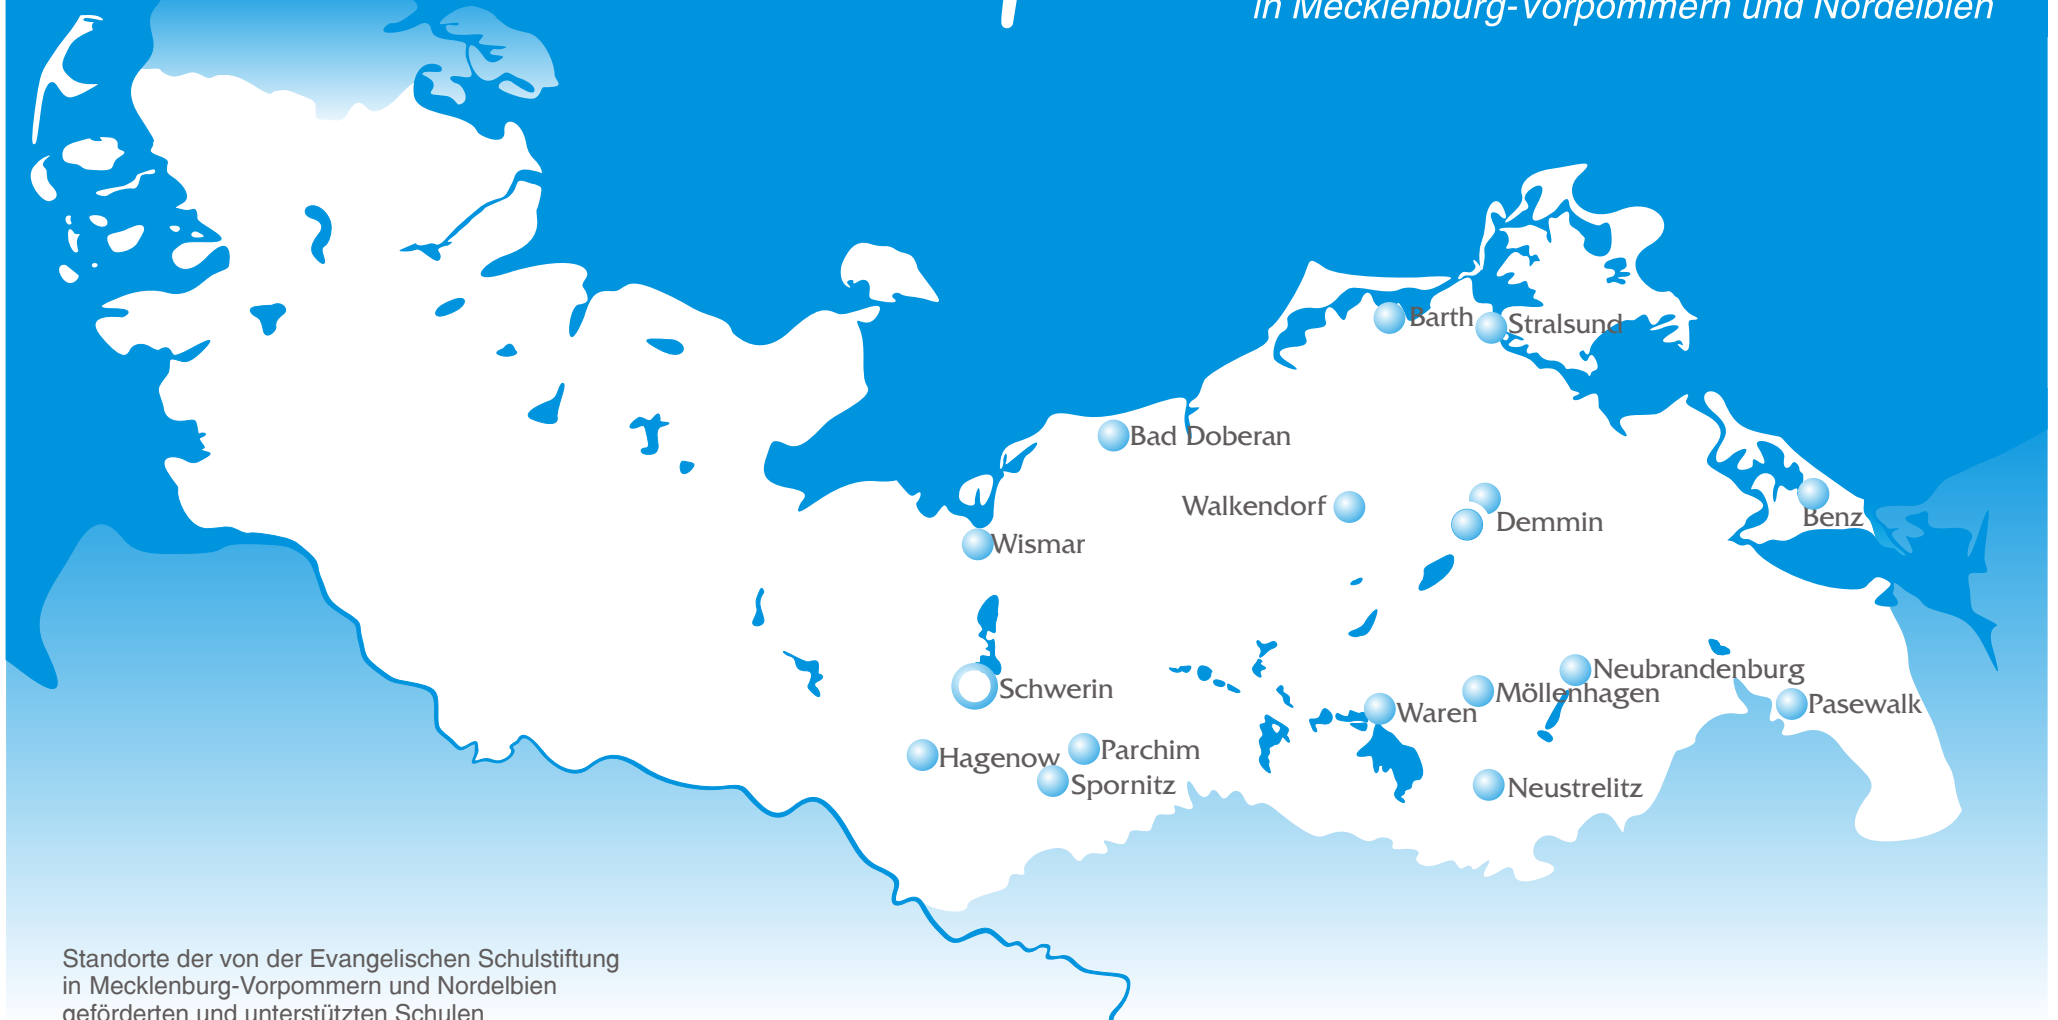 in Mecklenburg-Vorpommern und Nordelbien
Barth
Stralsund
Bad Doberan
Walkendorf
Demmin
Benz
Wismar
Neubrandenburg
Schwerin
Möllenhagen
Waren
Pasewalk
Hagenow
Parchim
Spornitz
Neustrelitz
Standorte der von der Evangelischen Schulstiftung
in Mecklenburg-Vorpommern und Nordelbien
geförderten und unterstützten Schulen